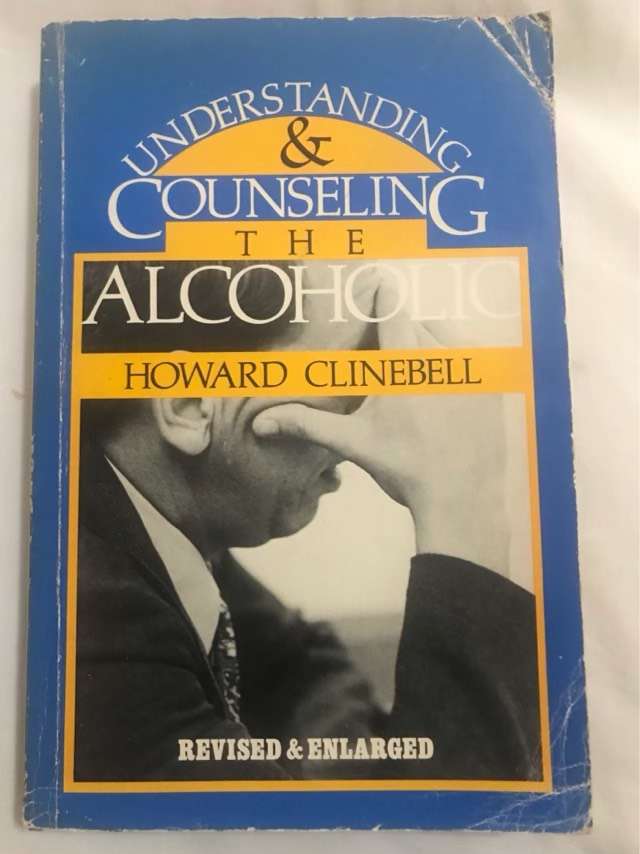 UNDERSTANDING
&
COUNSELING
THE
ALCOHOLIC
HOWARD CLINEBELL
REVISED & ENLARGED